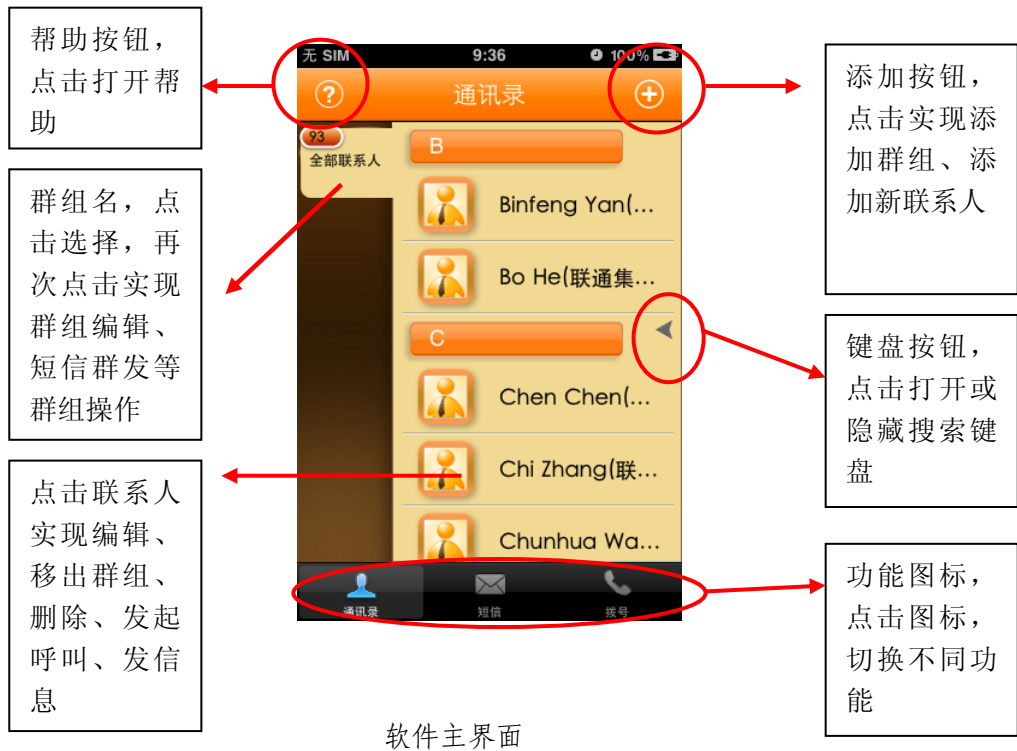 帮助按钮，
点击打开帮
助
群组名，点
击选择，再
次点击实现
群组编辑、
短信群发等
群组操作
点击联系人
实现编辑、
移出群组、
删除、发起
呼叫、发信
息
无 SIM 9:36 100%
? 通讯录 +
93
全部联系人
B
Binfeng Yan(...
Bo He(联通集...
C
Chen Chen(...
Chi Zhang(联...
Chunhua Wa...
通讯录 短信 拨号
添加按钮，
点击实现添
加群组、添
加新联系人
键盘按钮，
点击打开或
隐藏搜索键
盘
功能图标，
点击图标，
切换不同功
能
软件主界面